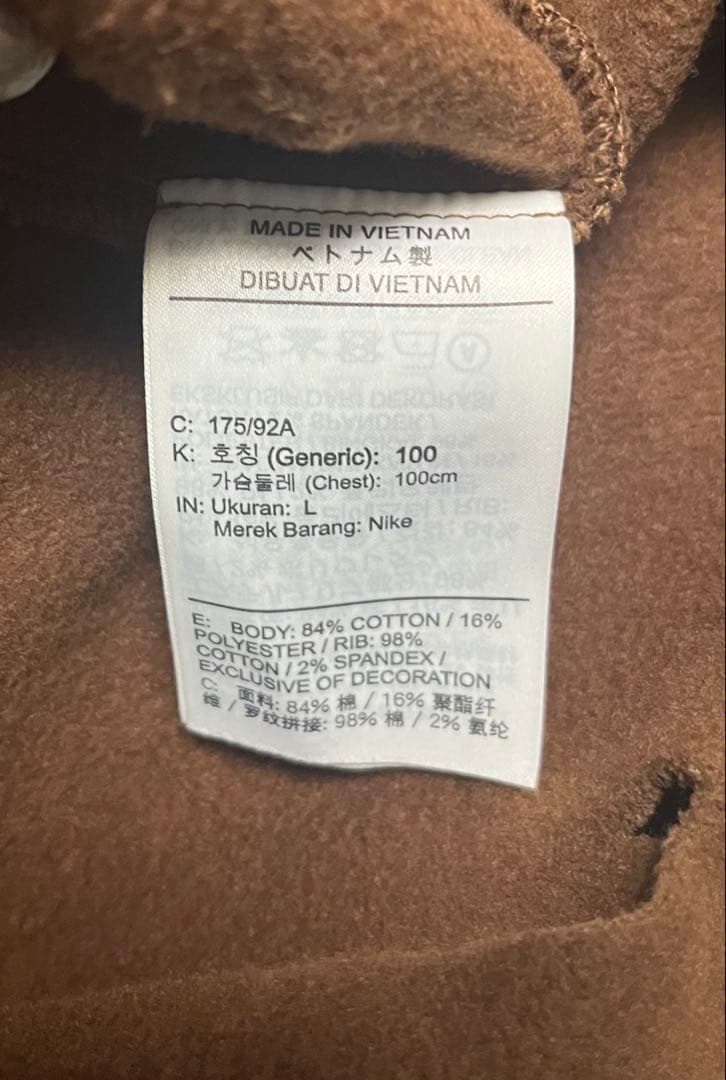 MADE IN VIETNAM
ベトナム製
DIBUAT DI VIETNAM
C: 175/92A
K: 호칭 (Generic): 100
가슴둘레 (Chest): 100cm
IN: Ukuran: L
Merek Barang: Nike
E: BODY: 84% COTTON / 16%
POLYESTER / RIB: 98%
COTTON / 2% SPANDEX /
EXCLUSIVE OF DECORATION
C: 面料: 84% 棉 / 16% 聚酯纤
维 / 罗纹拼接: 98% 棉 / 2% 氨纶